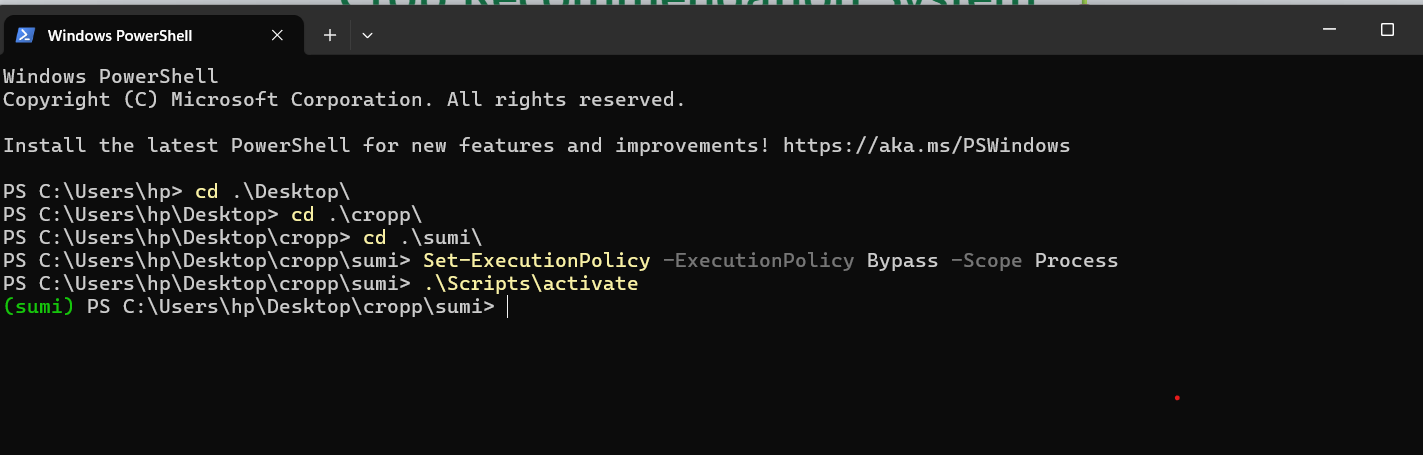 Crop Recommendation System
Windows PowerShell
Windows PowerShell
Copyright (C) Microsoft Corporation. All rights reserved.
Install the latest PowerShell for new features and improvements! https://aka.ms/PSWindows
PS C:\Users\hp> cd .\Desktop\
PS C:\Users\hp\Desktop> cd .\cropp\
PS C:\Users\hp\Desktop\cropp> cd .\sumi\
PS C:\Users\hp\Desktop\cropp\sumi> Set-ExecutionPolicy -ExecutionPolicy Bypass -Scope Process
PS C:\Users\hp\Desktop\cropp\sumi> .\Scripts\activate
(sumi) PS C:\Users\hp\Desktop\cropp\sumi>